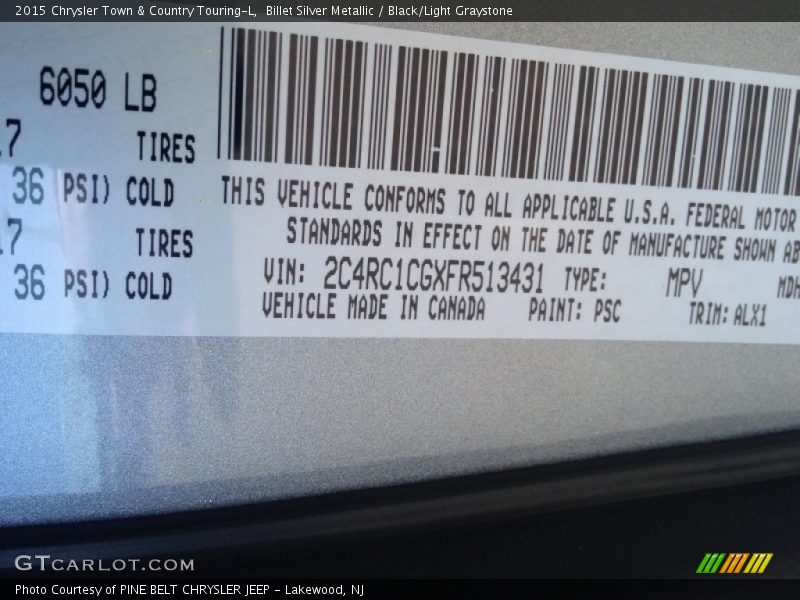 2015 Chrysler Town & Country Touring-L,  Billet Silver Metallic / Black/Light Graystone
6050 LB
TIRES
36 PSI) COLD
THIS VEHICLE CONFORMS TO ALL APPLICABLE U.S.A. FEDERAL MOTOR
STANDARDS IN EFFECT ON THE DATE OF MANUFACTURE SHOWN AB
TIRES
36 PSI) COLD
VIN: 2C4RC1CGXFR513431 TYPE: MPV MDH
VEHICLE MADE IN CANADA PAINT: PSC TRIM: ALX1
GTCARLOT.COM
Photo Courtesy of PINE BELT CHRYSLER JEEP - Lakewood, NJ